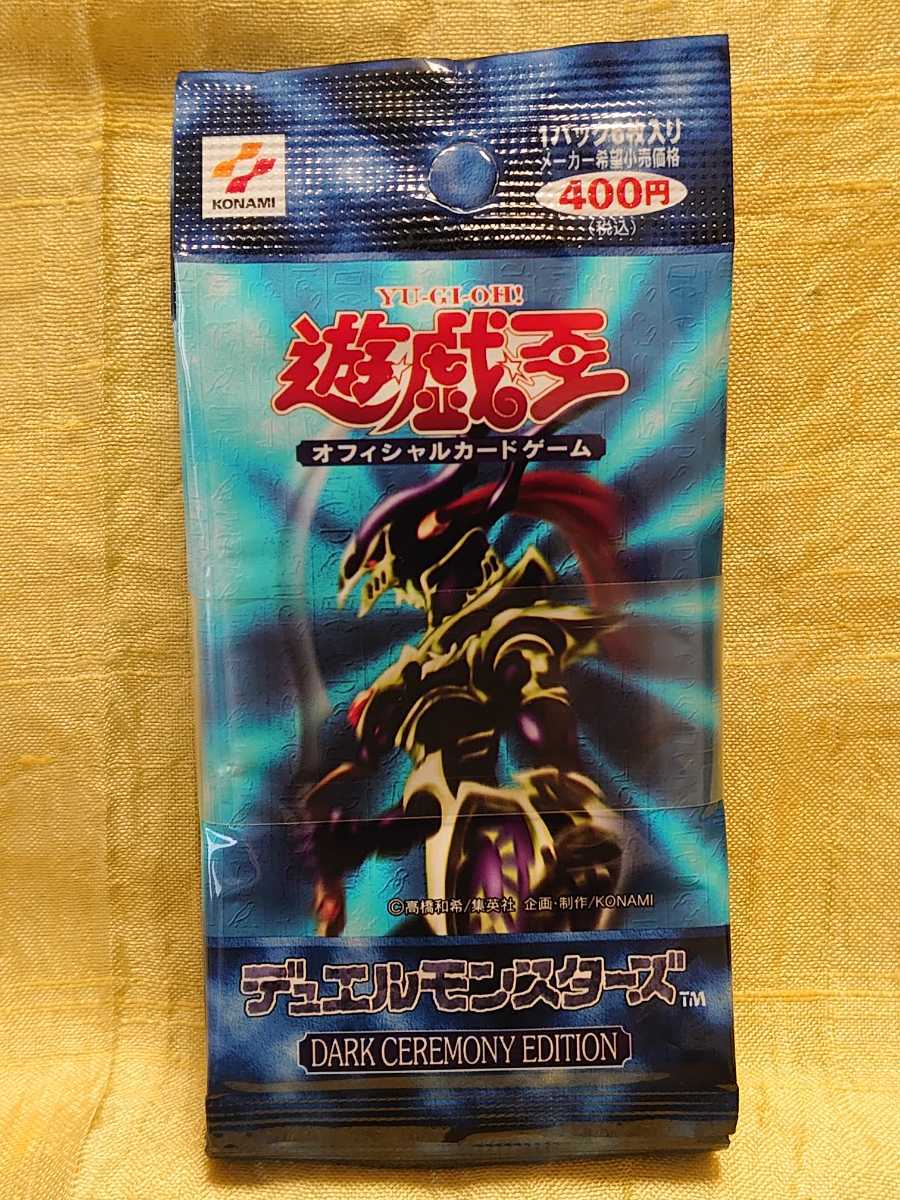 KONAMI
1パック6枚入り
メーカー希望小売価格
400円
(税込)
YU-GI-OH!
遊戯王
オフィシャルカードゲーム
©高橋和希/集英社 企画・制作/KONAMI
デュエルモンスターズ™
DARK CEREMONY EDITION